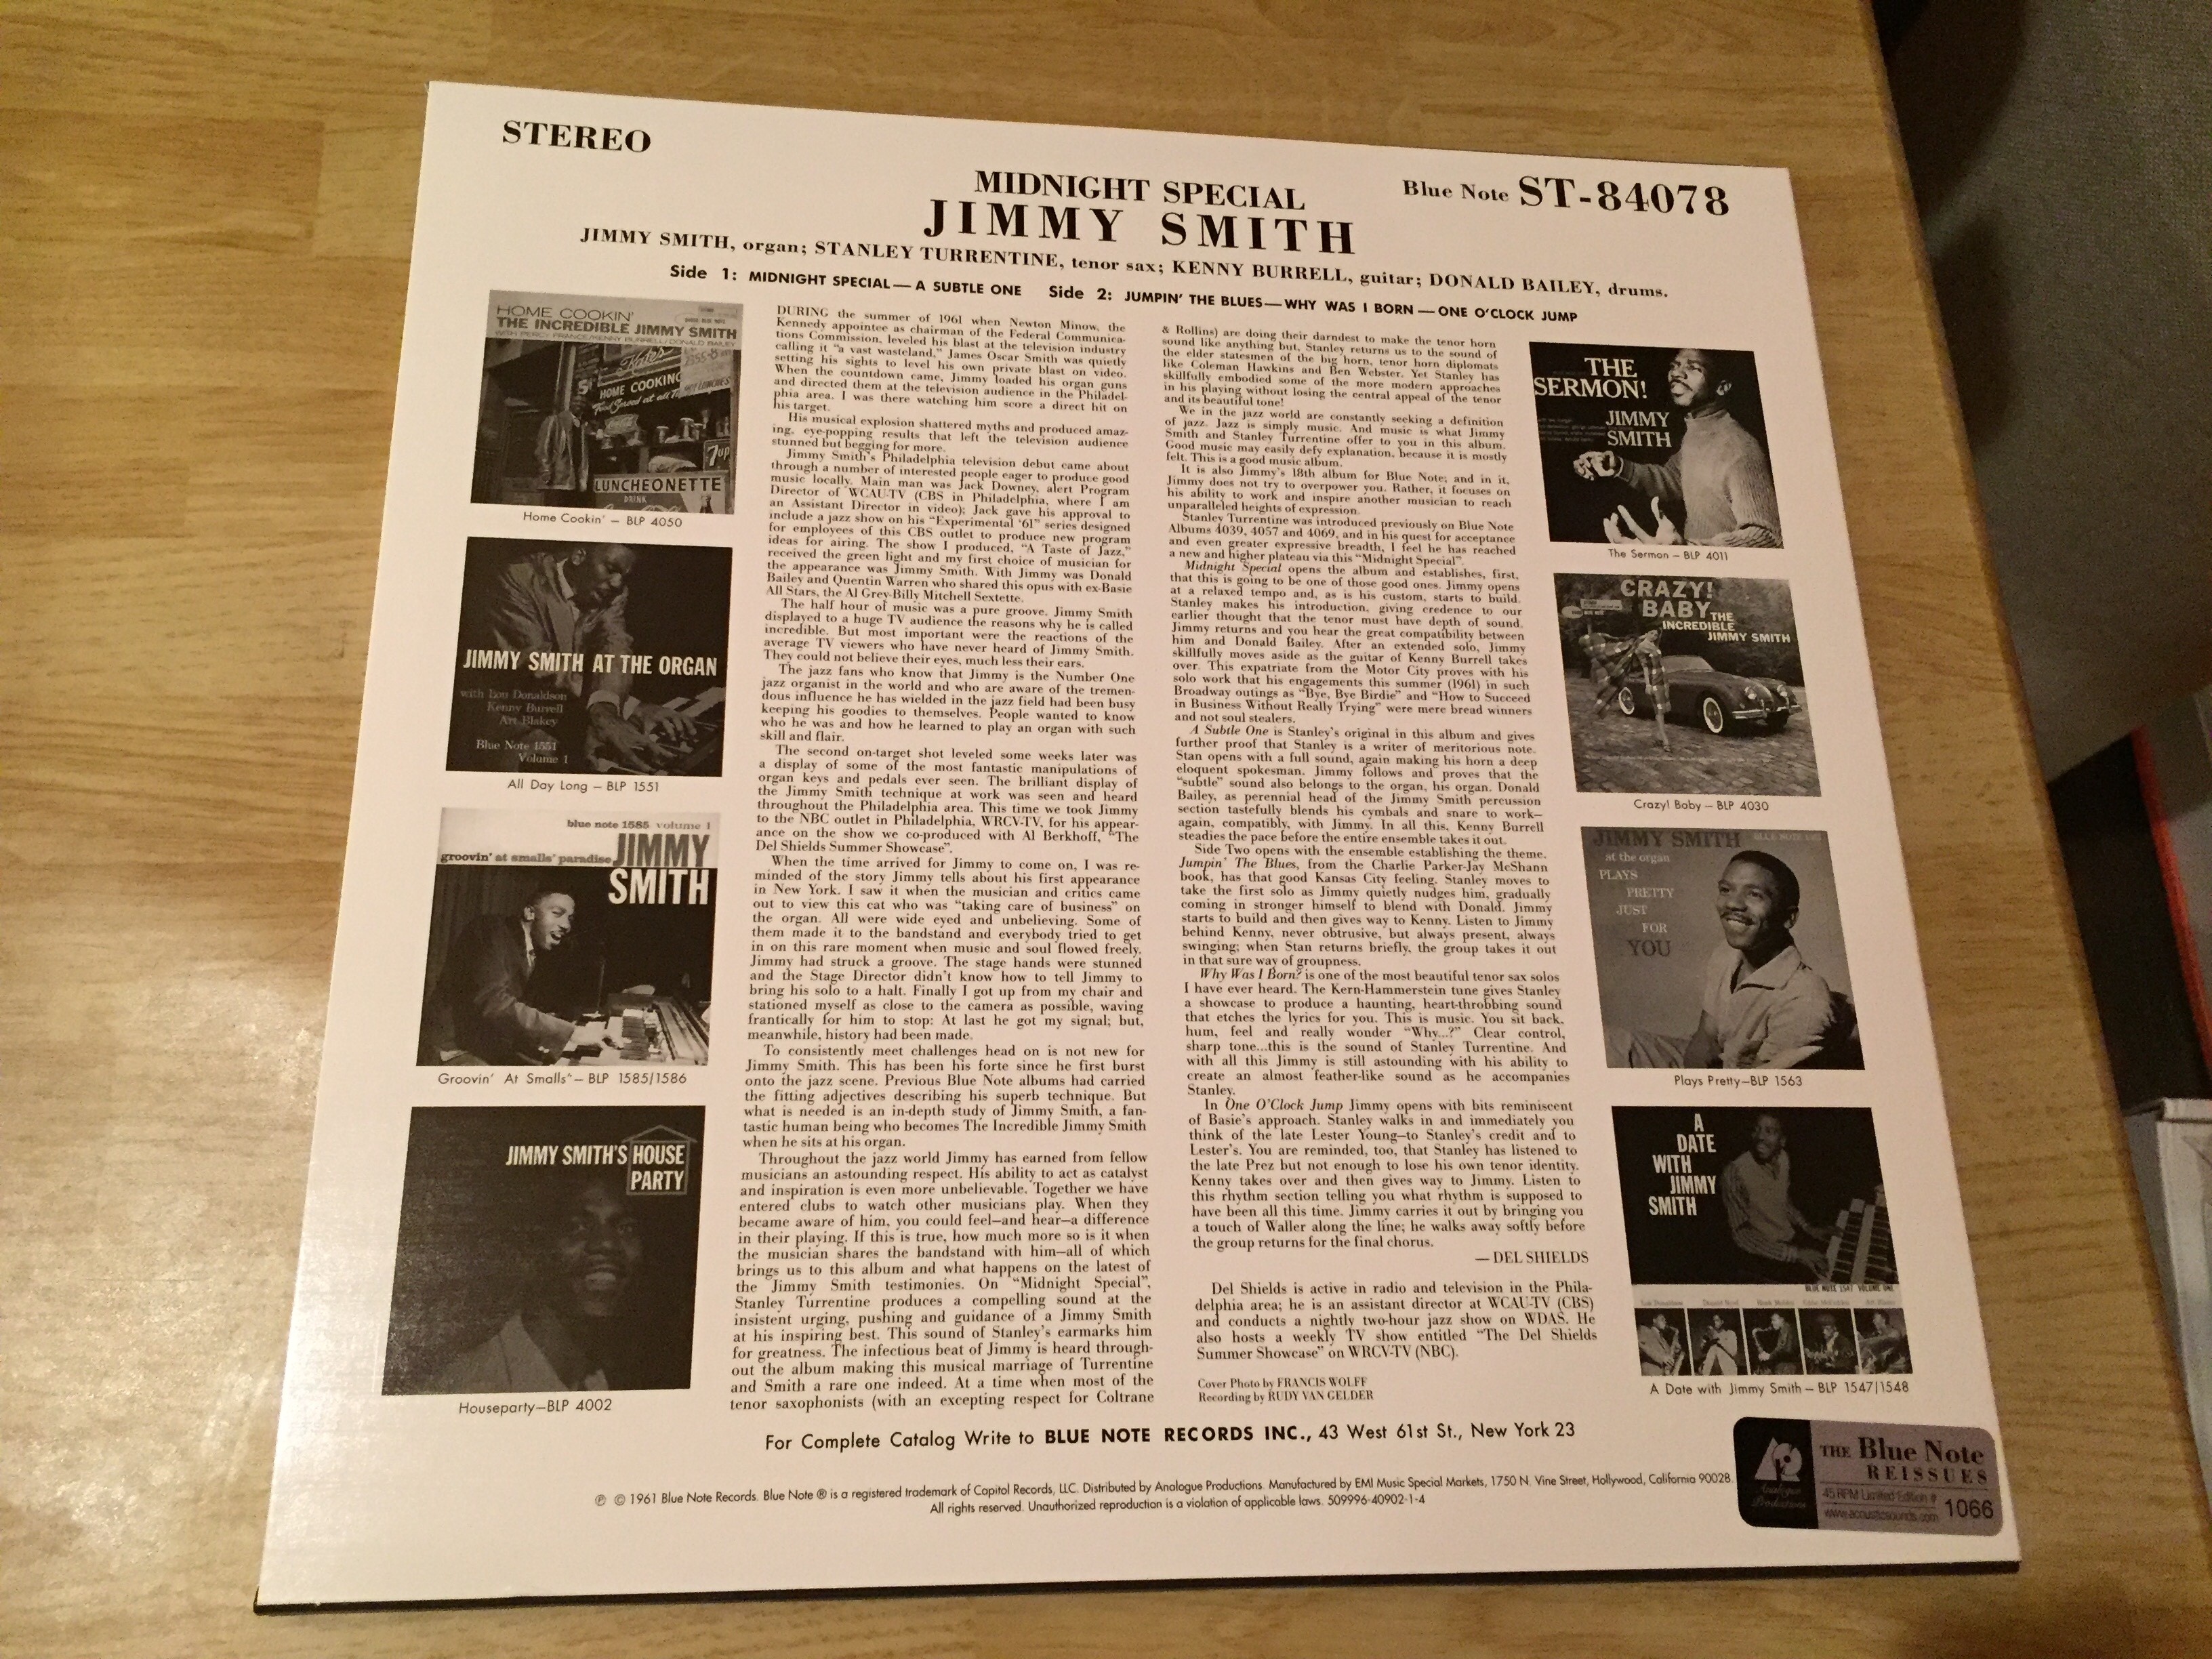 STEREO
MIDNIGHT SPECIAL
Blue Note ST-84078
JIMMY SMITH
JIMMY SMITH, organ; STANLEY TURRENTINE, tenor sax; KENNY BURRELL, guitar; DONALD BAILEY, drums.
Side 1: MIDNIGHT SPECIAL — A SUBTLE ONE Side 2: JUMPIN' THE BLUES — WHY WAS I BORN — ONE O'CLOCK JUMP
HOME COOKIN'
THE INCREDIBLE JIMMY SMITH
WITH PERCY FRANCE/KENNY BURRELL/DONALD BAILEY
Kate's
HOME COOKING
7up
LUNCHEONETTE
DRINK
Home Cookin' – BLP 4050
JIMMY SMITH AT THE ORGAN
with Lou Donaldson
Kenny Burrell
Art Blakey
Blue Note 1551
Volume 1
All Day Long – BLP 1551
blue note 1585 volume 1
groovin' at smalls' paradise JIMMY
SMITH
Groovin' At Smalls' – BLP 1585/1586
JIMMY SMITH'S HOUSE
PARTY
Houseparty–BLP 4002
DURING the summer of 1961 when Newton Minow, the
Kennedy appointee as chairman of the Federal Communica-
tions Commission, leveled his blast at the television industry
calling it "a vast wasteland," James Oscar Smith was quietly
setting his sights to level his own private blast on video.
When the countdown came, Jimmy loaded his organ guns
and directed them at the television audience in the Philadel-
phia area. I was there watching him score a direct hit on
his target.
His musical explosion shattered myths and produced amaz-
ing, eye-popping results that left the television audience
stunned but begging for more.
Jimmy Smith's Philadelphia television debut came about
through a number of interested people eager to produce good
music locally. Main man was Jack Downey, alert Program
Director of WCAU-TV (CBS in Philadelphia, where I am
an Assistant Director in video); Jack gave his approval to
include a jazz show on his "Experimental '61" series designed
for employees of this CBS outlet to produce new program
ideas for airing. The show I produced, "A Taste of Jazz,"
received the green light and my first choice of musician for
the appearance was Jimmy Smith. With Jimmy was Donald
Bailey and Quentin Warren who shared this opus with ex-Basie
All Stars, the Al Grey-Billy Mitchell Sextette.
The half hour of music was a pure groove. Jimmy Smith
displayed to a huge TV audience the reasons why he is called
incredible. But most important were the reactions of the
average TV viewers who have never heard of Jimmy Smith.
They could not believe their eyes, much less their ears.
The jazz fans who know that Jimmy is the Number One
jazz organist in the world and who are aware of the tremen-
dous influence he has wielded in the jazz field had been busy
keeping his goodies to themselves. People wanted to know
who he was and how he learned to play an organ with such
skill and flair.
The second on-target shot leveled some weeks later was
a display of some of the most fantastic manipulations of
organ keys and pedals ever seen. The brilliant display of
the Jimmy Smith technique at work was seen and heard
throughout the Philadelphia area. This time we took Jimmy
to the NBC outlet in Philadelphia, WRCV-TV, for his appear-
ance on the show we co-produced with Al Berkhoff, "The
Del Shields Summer Showcase".
When the time arrived for Jimmy to come on, I was re-
minded of the story Jimmy tells about his first appearance
in New York. I saw it when the musician and critics came
out to view this cat who was "taking care of business" on
the organ. All were wide eyed and unbelieving. Some of
them made it to the bandstand and everybody tried to get
in on this rare moment when music and soul flowed freely.
Jimmy had struck a groove. The stage hands were stunned
and the Stage Director didn't know how to tell Jimmy to
bring his solo to a halt. Finally I got up from my chair and
stationed myself as close to the camera as possible, waving
frantically for him to stop: At last he got my signal; but,
meanwhile, history had been made.
To consistently meet challenges head on is not new for
Jimmy Smith. This has been his forte since he first burst
onto the jazz scene. Previous Blue Note albums had carried
the fitting adjectives describing his superb technique. But
what is needed is an in-depth study of Jimmy Smith, a fan-
tastic human being who becomes The Incredible Jimmy Smith
when he sits at his organ.
Throughout the jazz world Jimmy has earned from fellow
musicians an astounding respect. His ability to act as catalyst
and inspiration is even more unbelievable. Together we have
entered clubs to watch other musicians play. When they
became aware of him, you could feel—and hear—a difference
in their playing. If this is true, how much more so is it when
the musician shares the bandstand with him—all of which
brings us to this album and what happens on the latest of
the Jimmy Smith testimonies. On "Midnight Special",
Stanley Turrentine produces a compelling sound at the
insistent urging, pushing and guidance of a Jimmy Smith
at his inspiring best. This sound of Stanley's earmarks him
for greatness. The infectious beat of Jimmy is heard through-
out the album making this musical marriage of Turrentine
and Smith a rare one indeed. At a time when most of the
tenor saxophonists (with an excepting respect for Coltrane
& Rollins) are doing their darndest to make the tenor horn
sound like anything but, Stanley returns us to the sound of
the elder statesmen of the big horn, tenor horn diplomats
like Coleman Hawkins and Ben Webster. Yet Stanley has
skillfully embodied some of the more modern approaches
in his playing without losing the central appeal of the tenor
and its beautiful tone!
We in the jazz world are constantly seeking a definition
of jazz. Jazz is simply music. And music is what Jimmy
Smith and Stanley Turrentine offer to you in this album.
Good music may easily defy explanation, because it is mostly
felt. This is a good music album.
It is also Jimmy's 18th album for Blue Note; and in it,
Jimmy does not try to overpower you. Rather, it focuses on
his ability to work and inspire another musician to reach
unparalleled heights of expression.
Stanley Turrentine was introduced previously on Blue Note
Albums 4039, 4057 and 4069, and in his quest for acceptance
and even greater expressive breadth, I feel he has reached
a new and higher plateau via this "Midnight Special".
Midnight Special opens the album and establishes, first,
that this is going to be one of those good ones. Jimmy opens
at a relaxed tempo and, as is his custom, starts to build.
Stanley makes his introduction, giving credence to our
earlier thought that the tenor must have depth of sound.
Jimmy returns and you hear the great compatibility between
him and Donald Bailey. After an extended solo, Jimmy
skillfully moves aside as the guitar of Kenny Burrell takes
over. This expatriate from the Motor City proves with his
solo work that his engagements this summer (1961) in such
Broadway outings as "Bye, Bye Birdie" and "How to Succeed
in Business Without Really Trying" were mere bread winners
and not soul stealers.
A Subtle One is Stanley's original in this album and gives
further proof that Stanley is a writer of meritorious note.
Stan opens with a full sound, again making his horn a deep
eloquent spokesman. Jimmy follows and proves that the
"subtle" sound also belongs to the organ, his organ. Donald
Bailey, as perennial head of the Jimmy Smith percussion
section tastefully blends his cymbals and snare to work—
again, compatibly, with Jimmy. In all this, Kenny Burrell
steadies the pace before the entire ensemble takes it out.
Side Two opens with the ensemble establishing the theme.
Jumpin' The Blues, from the Charlie Parker-Jay McShann
book, has that good Kansas City feeling. Stanley moves to
take the first solo as Jimmy quietly nudges him, gradually
coming in stronger himself to blend with Donald. Jimmy
starts to build and then gives way to Kenny. Listen to Jimmy
behind Kenny, never obtrusive, but always present, always
swinging; when Stan returns briefly, the group takes it out
in that sure way of groupness.
Why Was I Born? is one of the most beautiful tenor sax solos
I have ever heard. The Kern-Hammerstein tune gives Stanley
a showcase to produce a haunting, heart-throbbing sound
that etches the lyrics for you. This is music. You sit back,
hum, feel and really wonder "Why...?" Clear control,
sharp tone...this is the sound of Stanley Turrentine. And
with all this Jimmy is still astounding with his ability to
create an almost feather-like sound as he accompanies
Stanley.
In One O'Clock Jump Jimmy opens with bits reminiscent
of Basie's approach. Stanley walks in and immediately you
think of the late Lester Young—to Stanley's credit and to
Lester's. You are reminded, too, that Stanley has listened to
the late Prez but not enough to lose his own tenor identity.
Kenny takes over and then gives way to Jimmy. Listen to
this rhythm section telling you what rhythm is supposed to
have been all this time. Jimmy carries it out by bringing you
a touch of Waller along the line; he walks away softly before
the group returns for the final chorus.
— DEL SHIELDS
Del Shields is active in radio and television in the Phila-
delphia area; he is an assistant director at WCAU-TV (CBS)
and conducts a nightly two-hour jazz show on WDAS. He
also hosts a weekly TV show entitled "The Del Shields
Summer Showcase" on WRCV-TV (NBC).
Cover Photo by FRANCIS WOLFF
Recording by RUDY VAN GELDER
THE
SERMON!
JIMMY
SMITH
The Sermon – BLP 4011
CRAZY!
BABY THE
INCREDIBLE
JIMMY SMITH
Crazy! Baby – BLP 4030
JIMMY SMITH
at the organ
PLAYS
PRETTY
JUST
FOR
YOU
Plays Pretty–BLP 1563
A
DATE
WITH
JIMMY
SMITH
BLUE NOTE 1547 VOLUME ONE
A Date with Jimmy Smith – BLP 1547/1548
For Complete Catalog Write to BLUE NOTE RECORDS INC., 43 West 61st St., New York 23
℗ © 1961 Blue Note Records. Blue Note ® is a registered trademark of Capitol Records, LLC. Distributed by Analogue Productions. Manufactured by EMI Music Special Markets, 1750 N. Vine Street, Hollywood, California 90028.
All rights reserved. Unauthorized reproduction is a violation of applicable laws. 509996-40902-1-4
Analogue
Productions
THE Blue Note
REISSUES
45 RPM Limited Edition #
www.acousticsounds.com 1066